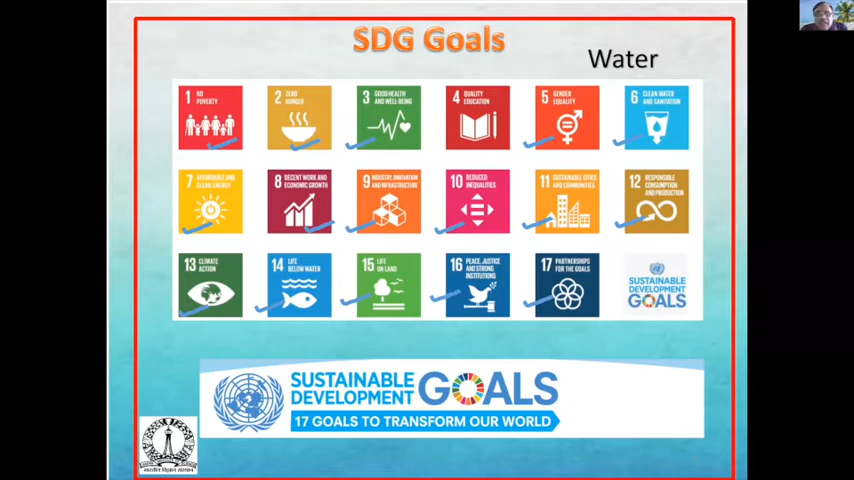 SDG Goals
Water
1 NO
POVERTY
2 ZERO
HUNGER
3 GOOD HEALTH
AND WELL-BEING
4 QUALITY
EDUCATION
5 GENDER
EQUALITY
6 CLEAN WATER
AND SANITATION
7 AFFORDABLE AND
CLEAN ENERGY
8 DECENT WORK AND
ECONOMIC GROWTH
9 INDUSTRY, INNOVATION
AND INFRASTRUCTURE
10 REDUCED
INEQUALITIES
11 SUSTAINABLE CITIES
AND COMMUNITIES
12 RESPONSIBLE
CONSUMPTION
AND PRODUCTION
13 CLIMATE
ACTION
14 LIFE
BELOW WATER
15 LIFE
ON LAND
16 PEACE, JUSTICE
AND STRONG
INSTITUTIONS
17 PARTNERSHIPS
FOR THE GOALS
SUSTAINABLE
DEVELOPMENT
GOALS
SUSTAINABLE
DEVELOPMENT GOALS
17 GOALS TO TRANSFORM OUR WORLD
भारतीय विज्ञान संस्थान